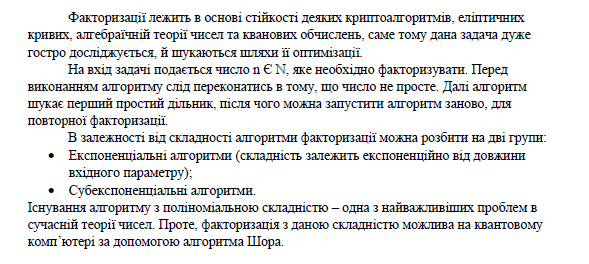 Факторизації лежить в основі стійкості деяких криптоалгоритмів, еліптичних
кривих, алгебраїчній теорії чисел та кванових обчислень, саме тому дана задача дуже
гостро досліджується, й шукаються шляхи її оптимізації.
На вхід задачі подається число n Є ℕ, яке необхідно факторизувати. Перед
виконанням алгоритму слід переконатись в тому, що число не просте. Далі алгоритм
шукає перший простий дільник, після чого можна запустити алгоритм заново, для
повторної факторизації.
В залежності від складності алгоритми факторизації можна розбити на дві групи:
• Експоненціальні алгоритми (складність залежить експоненційно від довжини
вхідного параметру);
• Субекспоненціальні алгоритми.
Існування алгоритму з поліноміальною складністю – одна з найважливіших проблем в
сучасній теорії чисел. Проте, факторизація з даною складністю можлива на квантовому
комп’ютері за допомогою алгоритма Шора.